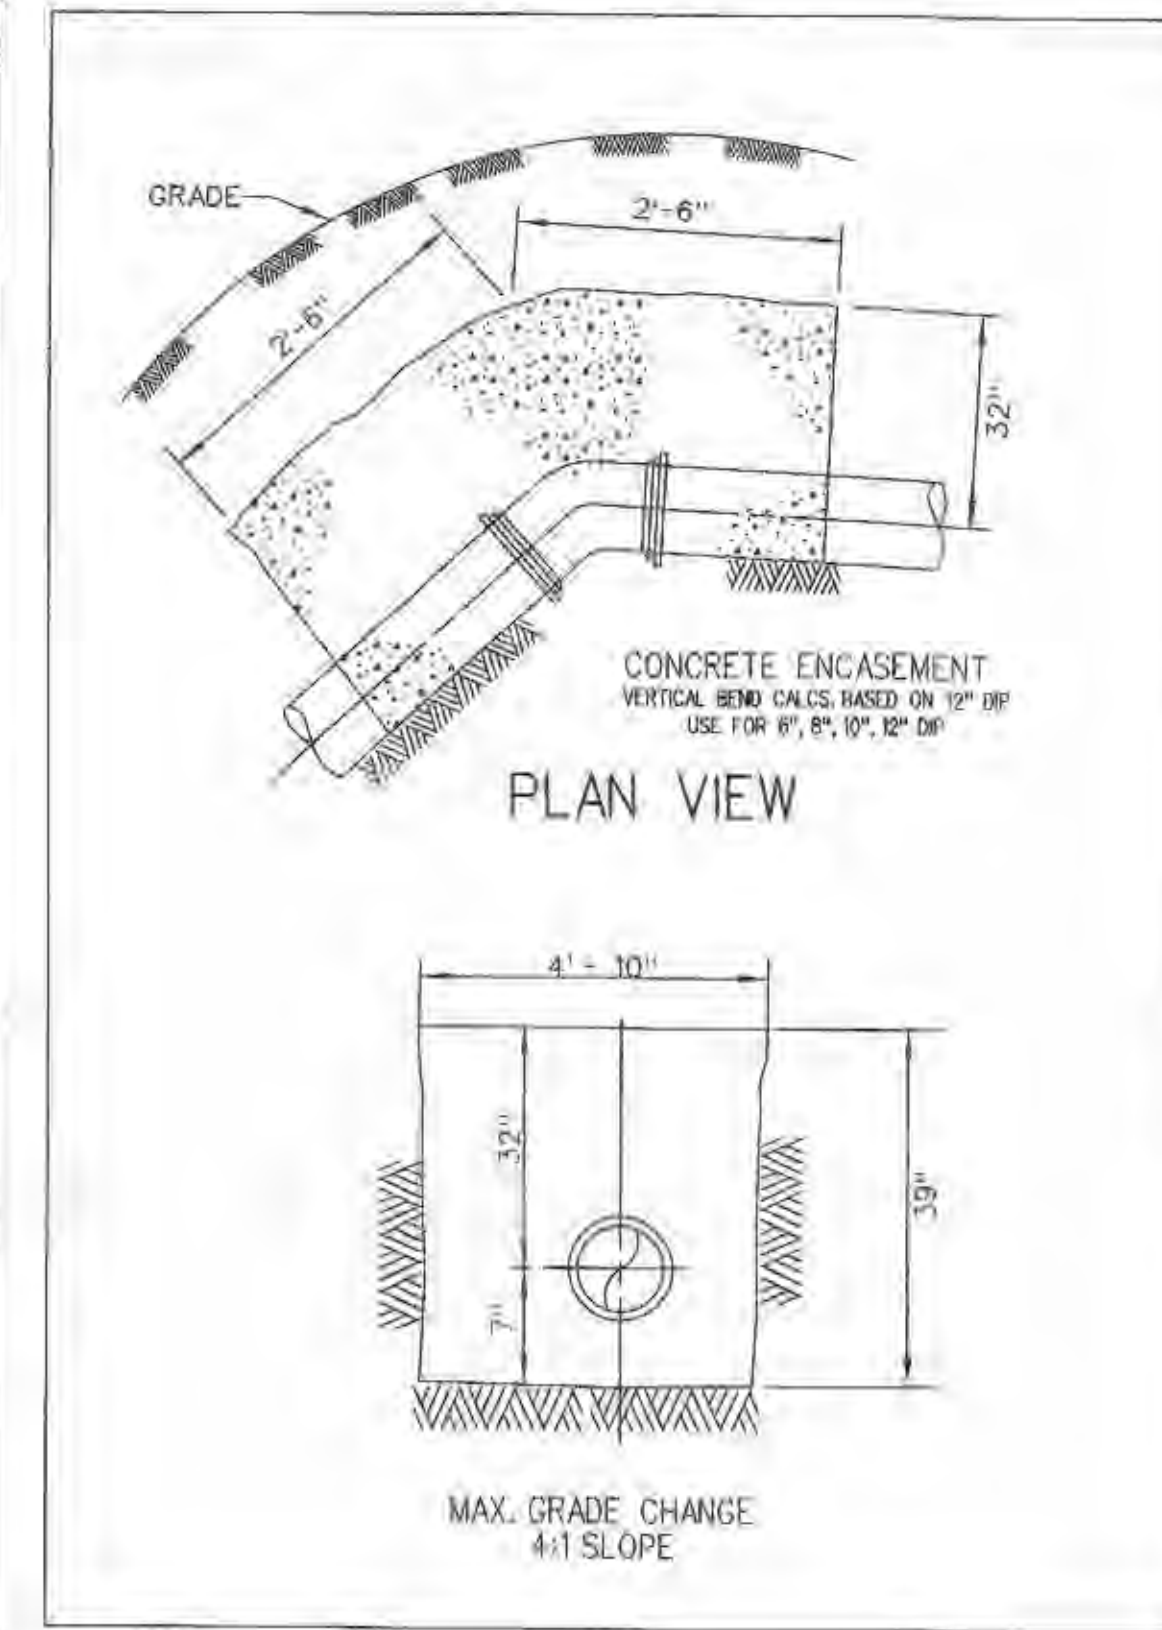 GRADE
2'-6"
2'-6"
32"
CONCRETE ENCASEMENT
VERTICAL BEND CALCS. BASED ON 12" DIP
USE FOR 6", 8", 10", 12" DIP
PLAN VIEW
4' - 10"
32"
39"
7"
MAX. GRADE CHANGE
4:1 SLOPE